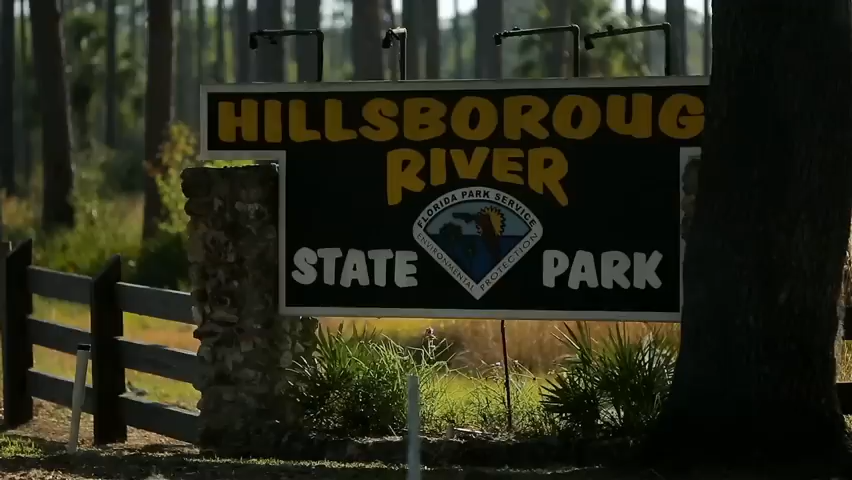 HILLSBOROUG
RIVER
FLORIDA PARK SERVICE
ENVIRONMENTAL PROTECTION
STATE PARK